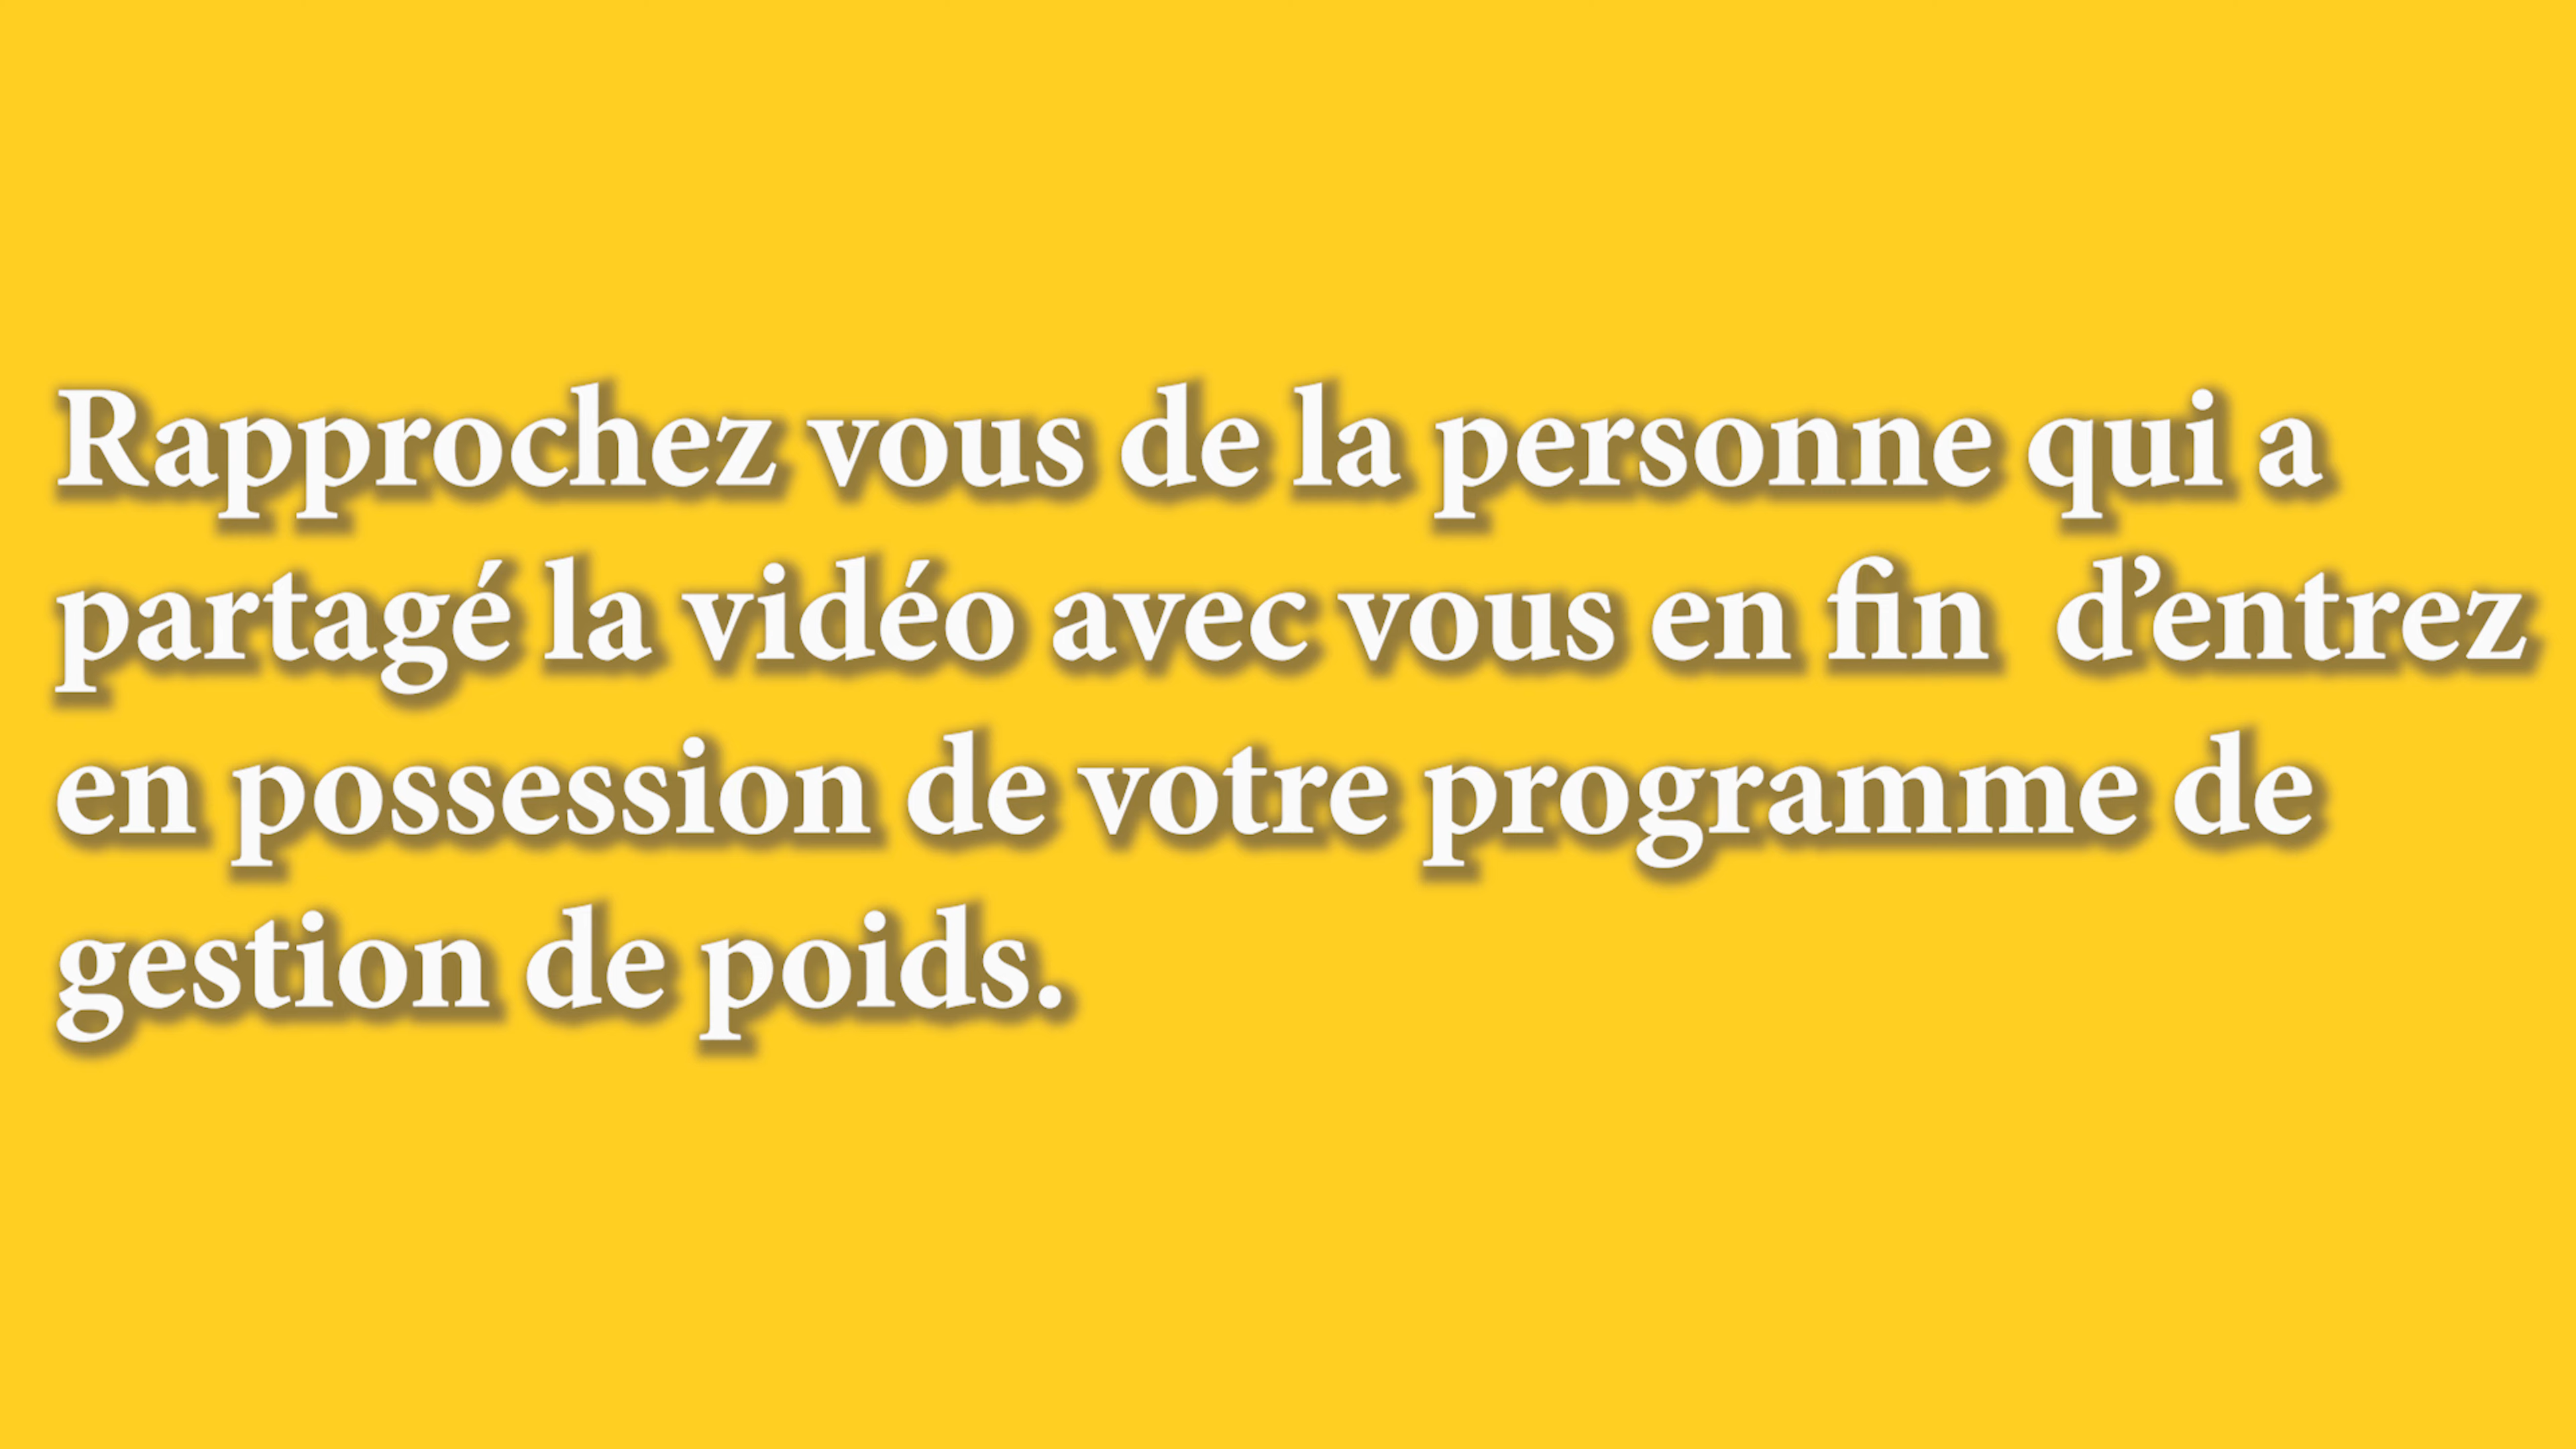 Rapprochez vous de la personne qui a
partagé la vidéo avec vous en fin  d’entrez
en possession de votre programme de
gestion de poids.